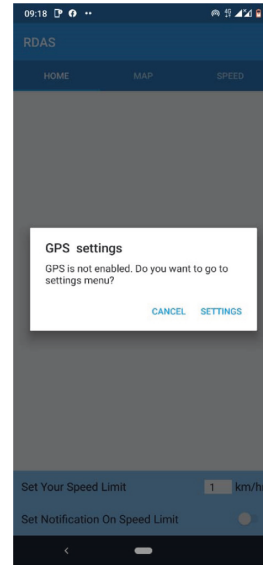 09:18
RDAS
HOME MAP SPEED
GPS settings
GPS is not enabled. Do you want to go to
settings menu?
CANCEL SETTINGS
Set Your Speed Limit 1 km/h
Set Notification On Speed Limit